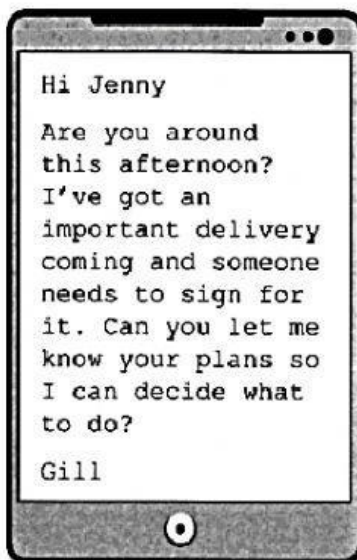 Hi Jenny
Are you around
this afternoon?
I've got an
important delivery
coming and someone
needs to sign for
it. Can you let me
know your plans so
I can decide what
to do?
Gill